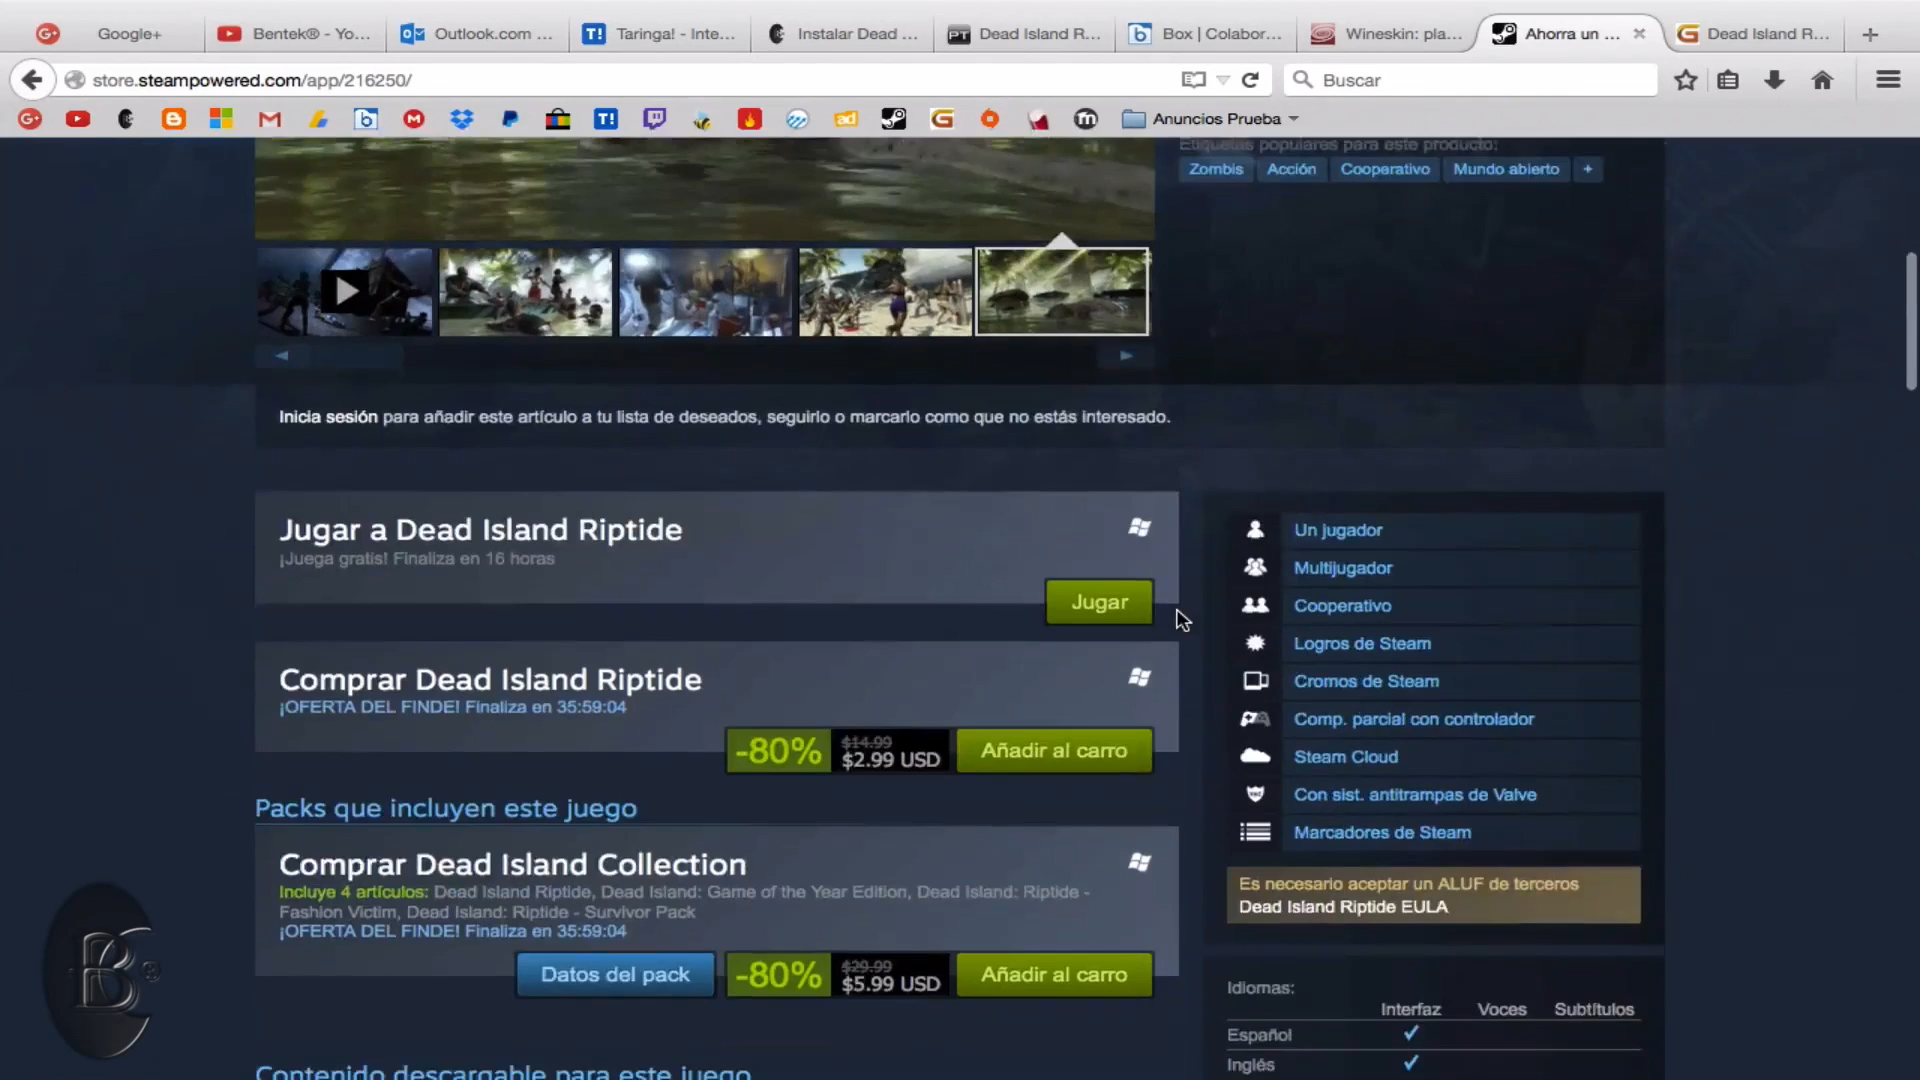 Google+
Bentek® - Yo...
Outlook.com ...
Taringa! - Inte...
Instalar Dead ...
Dead Island R...
Box | Colabor...
Wineskin: pla...
Ahorra un ...
Dead Island R...
store.steampowered.com/app/216250/
Buscar
Anuncios Prueba
Etiquetas populares para este producto:
Zombis
Acción
Cooperativo
Mundo abierto
+
Inicia sesión para añadir este artículo a tu lista de deseados, seguirlo o marcarlo como que no estás interesado.
Jugar a Dead Island Riptide
¡Juega gratis! Finaliza en 16 horas
Jugar
Comprar Dead Island Riptide
¡OFERTA DEL FINDE! Finaliza en 35:59:04
-80%
$14.99
$2.99 USD
Añadir al carro
Packs que incluyen este juego
Comprar Dead Island Collection
Incluye 4 artículos: Dead Island Riptide, Dead Island: Game of the Year Edition, Dead Island: Riptide -
Fashion Victim, Dead Island: Riptide - Survivor Pack
¡OFERTA DEL FINDE! Finaliza en 35:59:04
Datos del pack
-80%
$29.99
$5.99 USD
Añadir al carro
Contenido descargable para este juego
Un jugador
Multijugador
Cooperativo
Logros de Steam
Cromos de Steam
Comp. parcial con controlador
Steam Cloud
Con sist. antitrampas de Valve
Marcadores de Steam
Es necesario aceptar un ALUF de terceros
Dead Island Riptide EULA
Idiomas:
Interfaz Voces Subtítulos
Español
Inglés